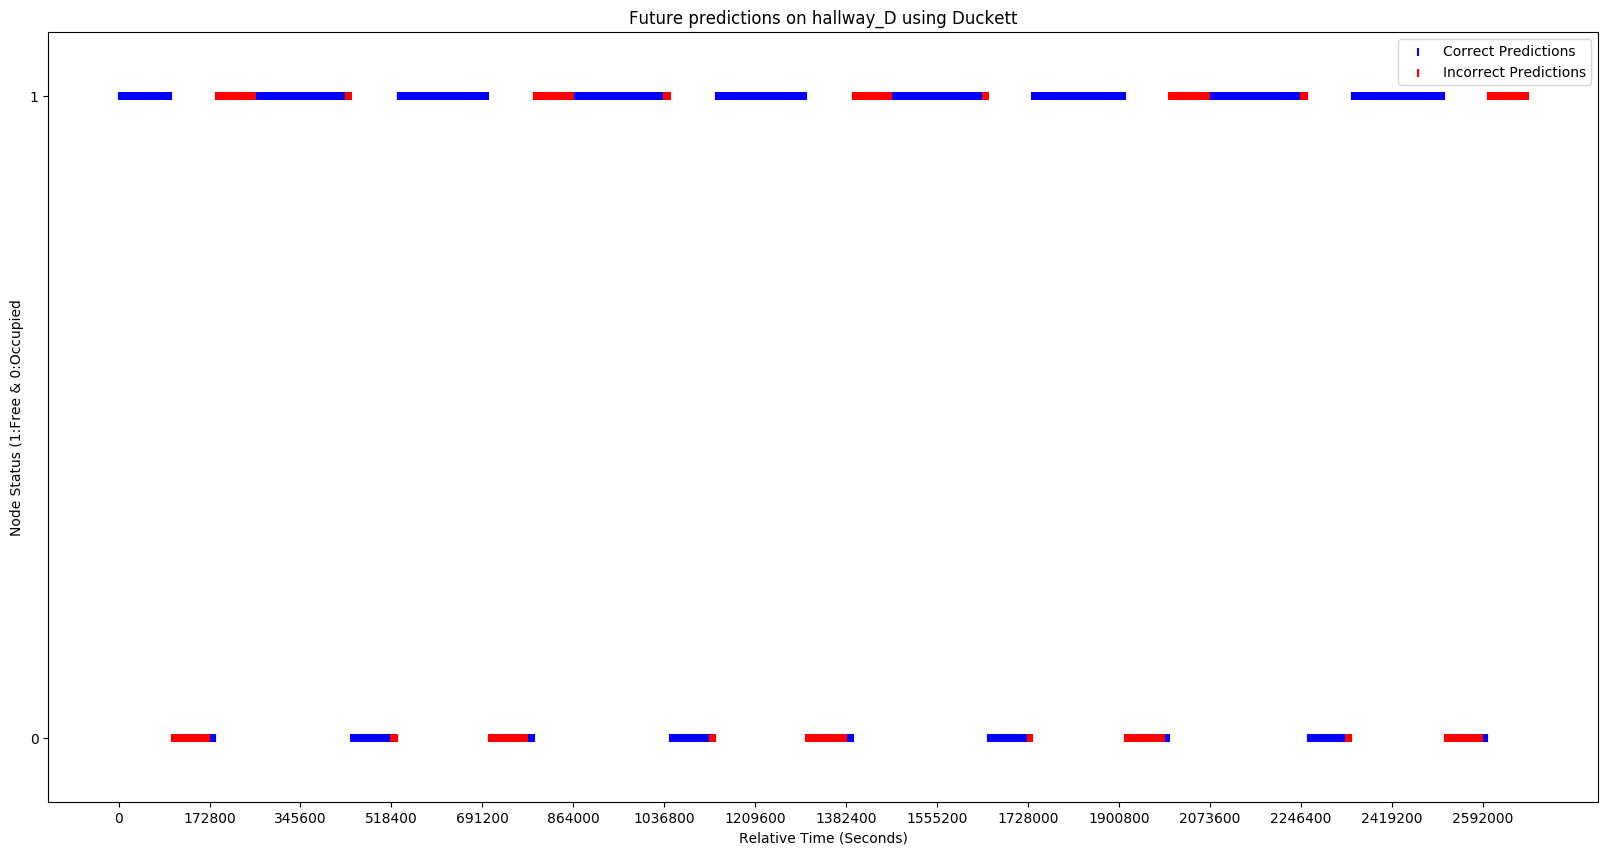 Future predictions on hallway_D using Duckett
Correct Predictions
Incorrect Predictions
1
0
Node Status (1:Free & 0:Occupied
0 172800 345600 518400 691200 864000 1036800 1209600 1382400 1555200 1728000 1900800 2073600 2246400 2419200 2592000
Relative Time (Seconds)